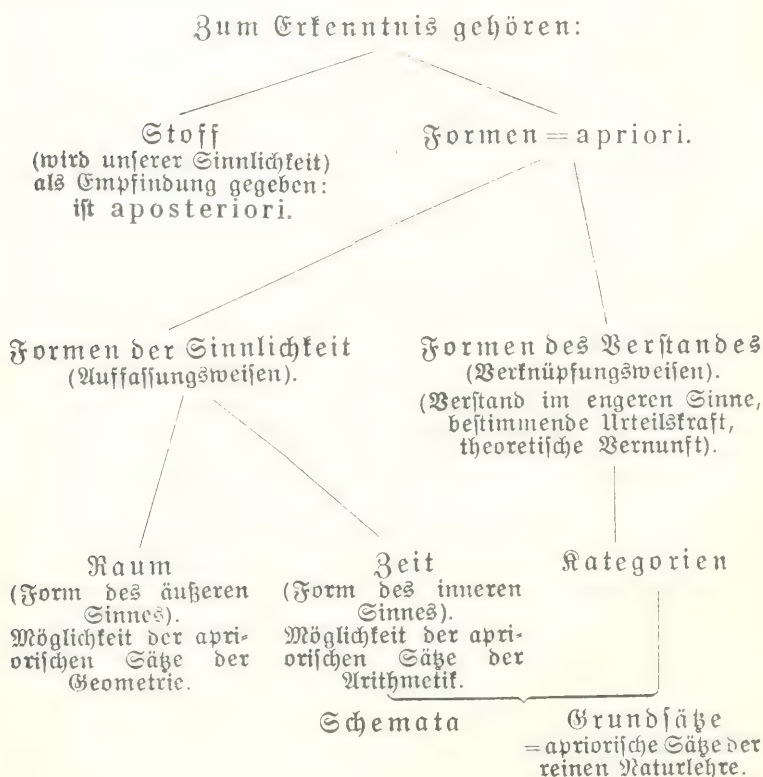 Zum Erkenntnis gehören:
Stoff
(wird unserer Sinnlichkeit)
als Empfindung gegeben:
ist aposteriori.
Formen = apriori.
Formen der Sinnlichkeit
(Auffassungsweisen).
Formen des Verstandes
(Verknüpfungsweisen).
(Verstand im engeren Sinne,
bestimmende Urteilskraft,
theoretische Vernunft).
Raum
(Form des äußeren
Sinnes).
Möglichkeit der apri-
orischen Sätze der
Geometrie.
Zeit
(Form des inneren
Sinnes).
Möglichkeit der apri-
orischen Sätze der
Arithmetik.
Kategorien
Schemata
Grundsätze
= apriorische Sätze der
reinen Naturlehre.